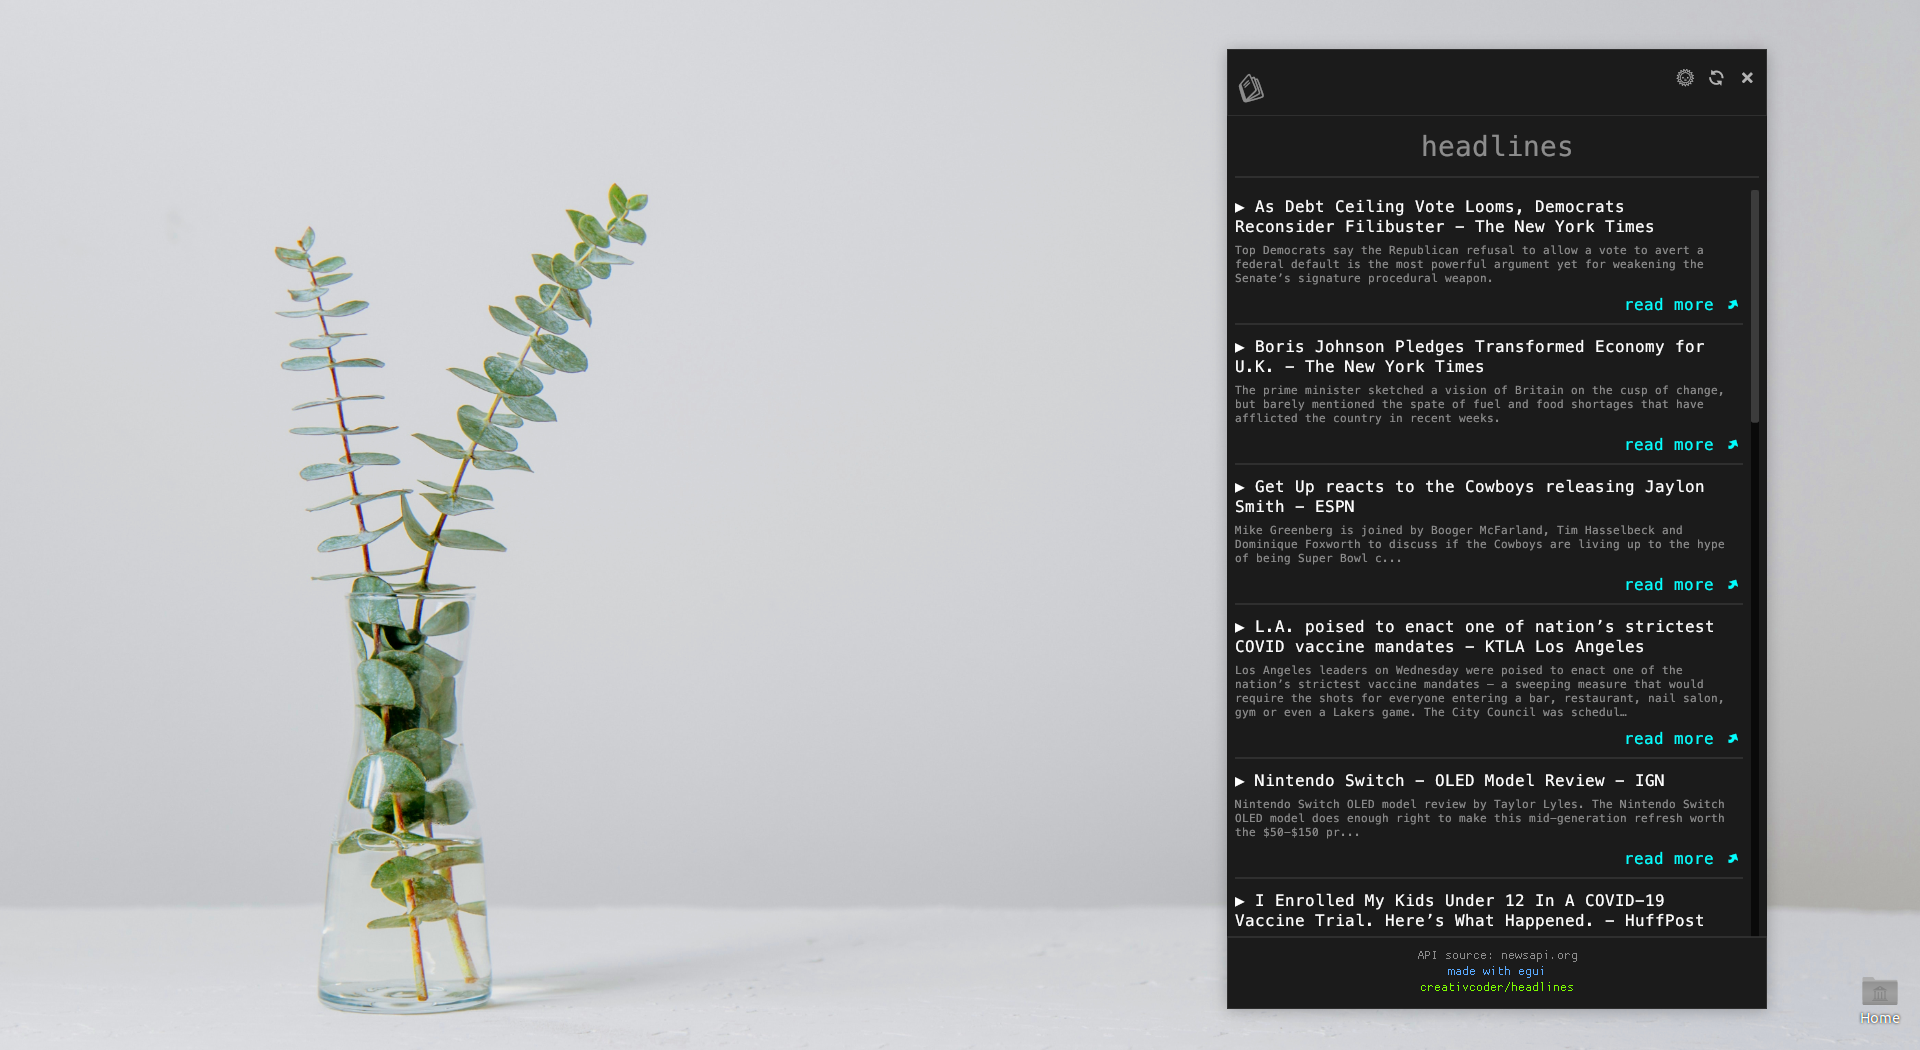 headlines
▶ As Debt Ceiling Vote Looms, Democrats
Reconsider Filibuster – The New York Times
Top Democrats say the Republican refusal to allow a vote to avert a
federal default is the most powerful argument yet for weakening the
Senate’s signature procedural weapon.
read more
▶ Boris Johnson Pledges Transformed Economy for
U.K. – The New York Times
The prime minister sketched a vision of Britain on the cusp of change,
but barely mentioned the spate of fuel and food shortages that have
afflicted the country in recent weeks.
read more
▶ Get Up reacts to the Cowboys releasing Jaylon
Smith – ESPN
Mike Greenberg is joined by Booger McFarland, Tim Hasselbeck and
Dominique Foxworth to discuss if the Cowboys are living up to the hype
of being Super Bowl c...
read more
▶ L.A. poised to enact one of nation’s strictest
COVID vaccine mandates – KTLA Los Angeles
Los Angeles leaders on Wednesday were poised to enact one of the
nation’s strictest vaccine mandates — a sweeping measure that would
require the shots for everyone entering a bar, restaurant, nail salon,
gym or even a Lakers game. The City Council was schedul…
read more
▶ Nintendo Switch – OLED Model Review – IGN
Nintendo Switch OLED model review by Taylor Lyles. The Nintendo Switch
OLED model does enough right to make this mid-generation refresh worth
the $50-$150 pr...
read more
▶ I Enrolled My Kids Under 12 In A COVID-19
Vaccine Trial. Here’s What Happened. – HuffPost
API source: newsapi.org
made with egui
creativcoder/headlines
Home